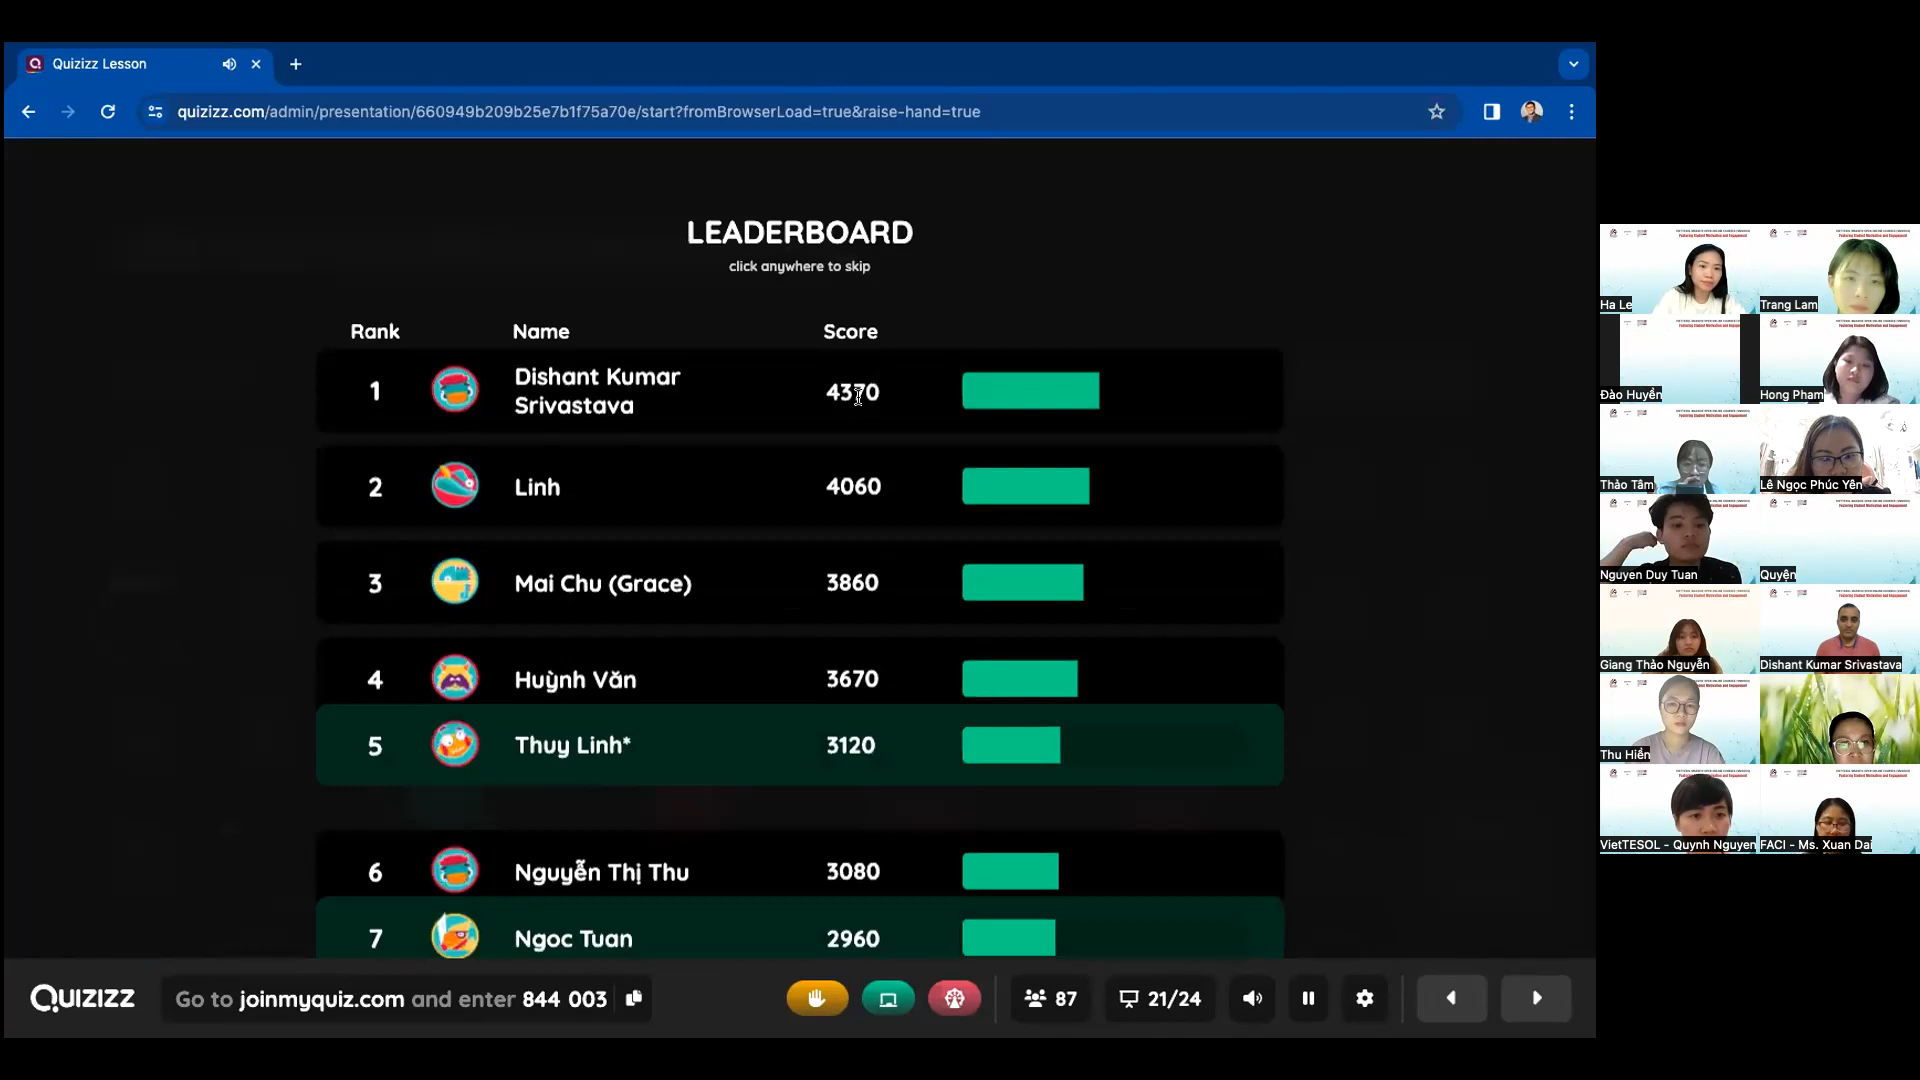 Quizizz Lesson
quizizz.com/admin/presentation/660949b209b25e7b1f75a70e/start?fromBrowserLoad=true&raise-hand=true
LEADERBOARD
click anywhere to skip
Rank Name Score
1 Dishant Kumar Srivastava 4370
2 Linh 4060
3 Mai Chu (Grace) 3860
4 Huỳnh Văn 3670
5 Thuy Linh* 3120
6 Nguyễn Thị Thu 3080
7 Ngoc Tuan 2960
QUIZIZZ
Go to joinmyquiz.com and enter 844 003
87
21/24
Ha Le
Trang Lam
Đào Huyền
Hong Pham
Thảo Tâm
Lê Ngọc Phúc Yên
Nguyen Duy Tuan
Quyện
Giang Thảo Nguyễn
Dishant Kumar Srivastava
Thu Hiền
VietTESOL - Quynh Nguyen
FACI - Ms. Xuan Dai